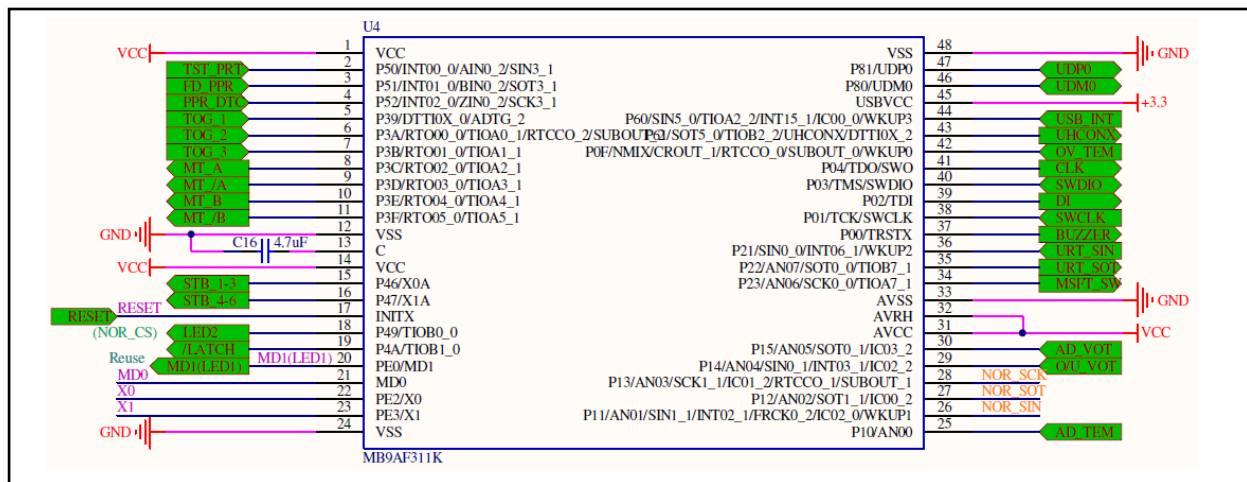 U4
VCC 1 VCC VSS 48 GND
TST_PRT 2 P50/INT00_0/AIN0_2/SIN3_1 P81/UDP0 47 UDP0
FD_PPR 3 P51/INT01_0/BIN0_2/SOT3_1 P80/UDM0 46 UDM0
PPR_DTC 4 P52/INT02_0/ZIN0_2/SCK3_1 USBVCC 45 +3.3
TOG_1 5 P39/DTTI0X_0/ADTG_2 P60/SIN5_0/TIOA2_2/INT15_1/IC00_0/WKUP3 44 USB_INT
TOG_2 6 P3A/RTO00_0/TIOA0_1/RTCCO_2/SUBOUT_2 P61/SOT5_0/TIOB2_2/UHCONX/DTTI0X_2 43 UHCONX
TOG_3 7 P3B/RTO01_0/TIOA1_1 P0F/NMIX/CROUT_1/RTCCO_0/SUBOUT_0/WKUP0 42 OV_TEM
MT_A 8 P3C/RTO02_0/TIOA2_1 P04/TDO/SWO 41 CLK
MT_/A 9 P3D/RTO03_0/TIOA3_1 P03/TMS/SWDIO 40 SWDIO
MT_B 10 P3E/RTO04_0/TIOA4_1 P02/TDI 39 DI
MT_/B 11 P3F/RTO05_0/TIOA5_1 P01/TCK/SWCLK 38 SWCLK
GND 12 VSS P00/TRSTX 37 BUZZER
C16 4.7uF 13 C P21/SIN0_0/INT06_1/WKUP2 36 URT_SIN
VCC 14 VCC P22/AN07/SOT0_0/TIOB7_1 35 URT_SOT
STB_1-3 15 P46/X0A P23/AN06/SCK0_0/TIOA7_1 34 MSFT_SW
STB_4-6 16 P47/X1A AVSS 33 GND
RESET RESET 17 INITX AVRH 32
(NOR_CS) LED2 18 P49/TIOB0_0 AVCC 31 VCC
/LATCH 19 P4A/TIOB1_0 P15/AN05/SOT0_1/IC03_2 30 AD_VOT
Reuse MD1(LED1) MD1(LED1) 20 PE0/MD1 P14/AN04/SIN0_1/INT03_1/IC02_2 29 O/U_VOT
MD0 21 MD0 P13/AN03/SCK1_1/IC01_2/RTCCO_1/SUBOUT_1 28 NOR_SCK
X0 22 PE2/X0 P12/AN02/SOT1_1/IC00_2 27 NOR_SOT
X1 23 PE3/X1 P11/AN01/SIN1_1/INT02_1/FRCK0_2/IC02_0/WKUP1 26 NOR_SIN
GND 24 VSS P10/AN00 25 AD_TEM
MB9AF311K